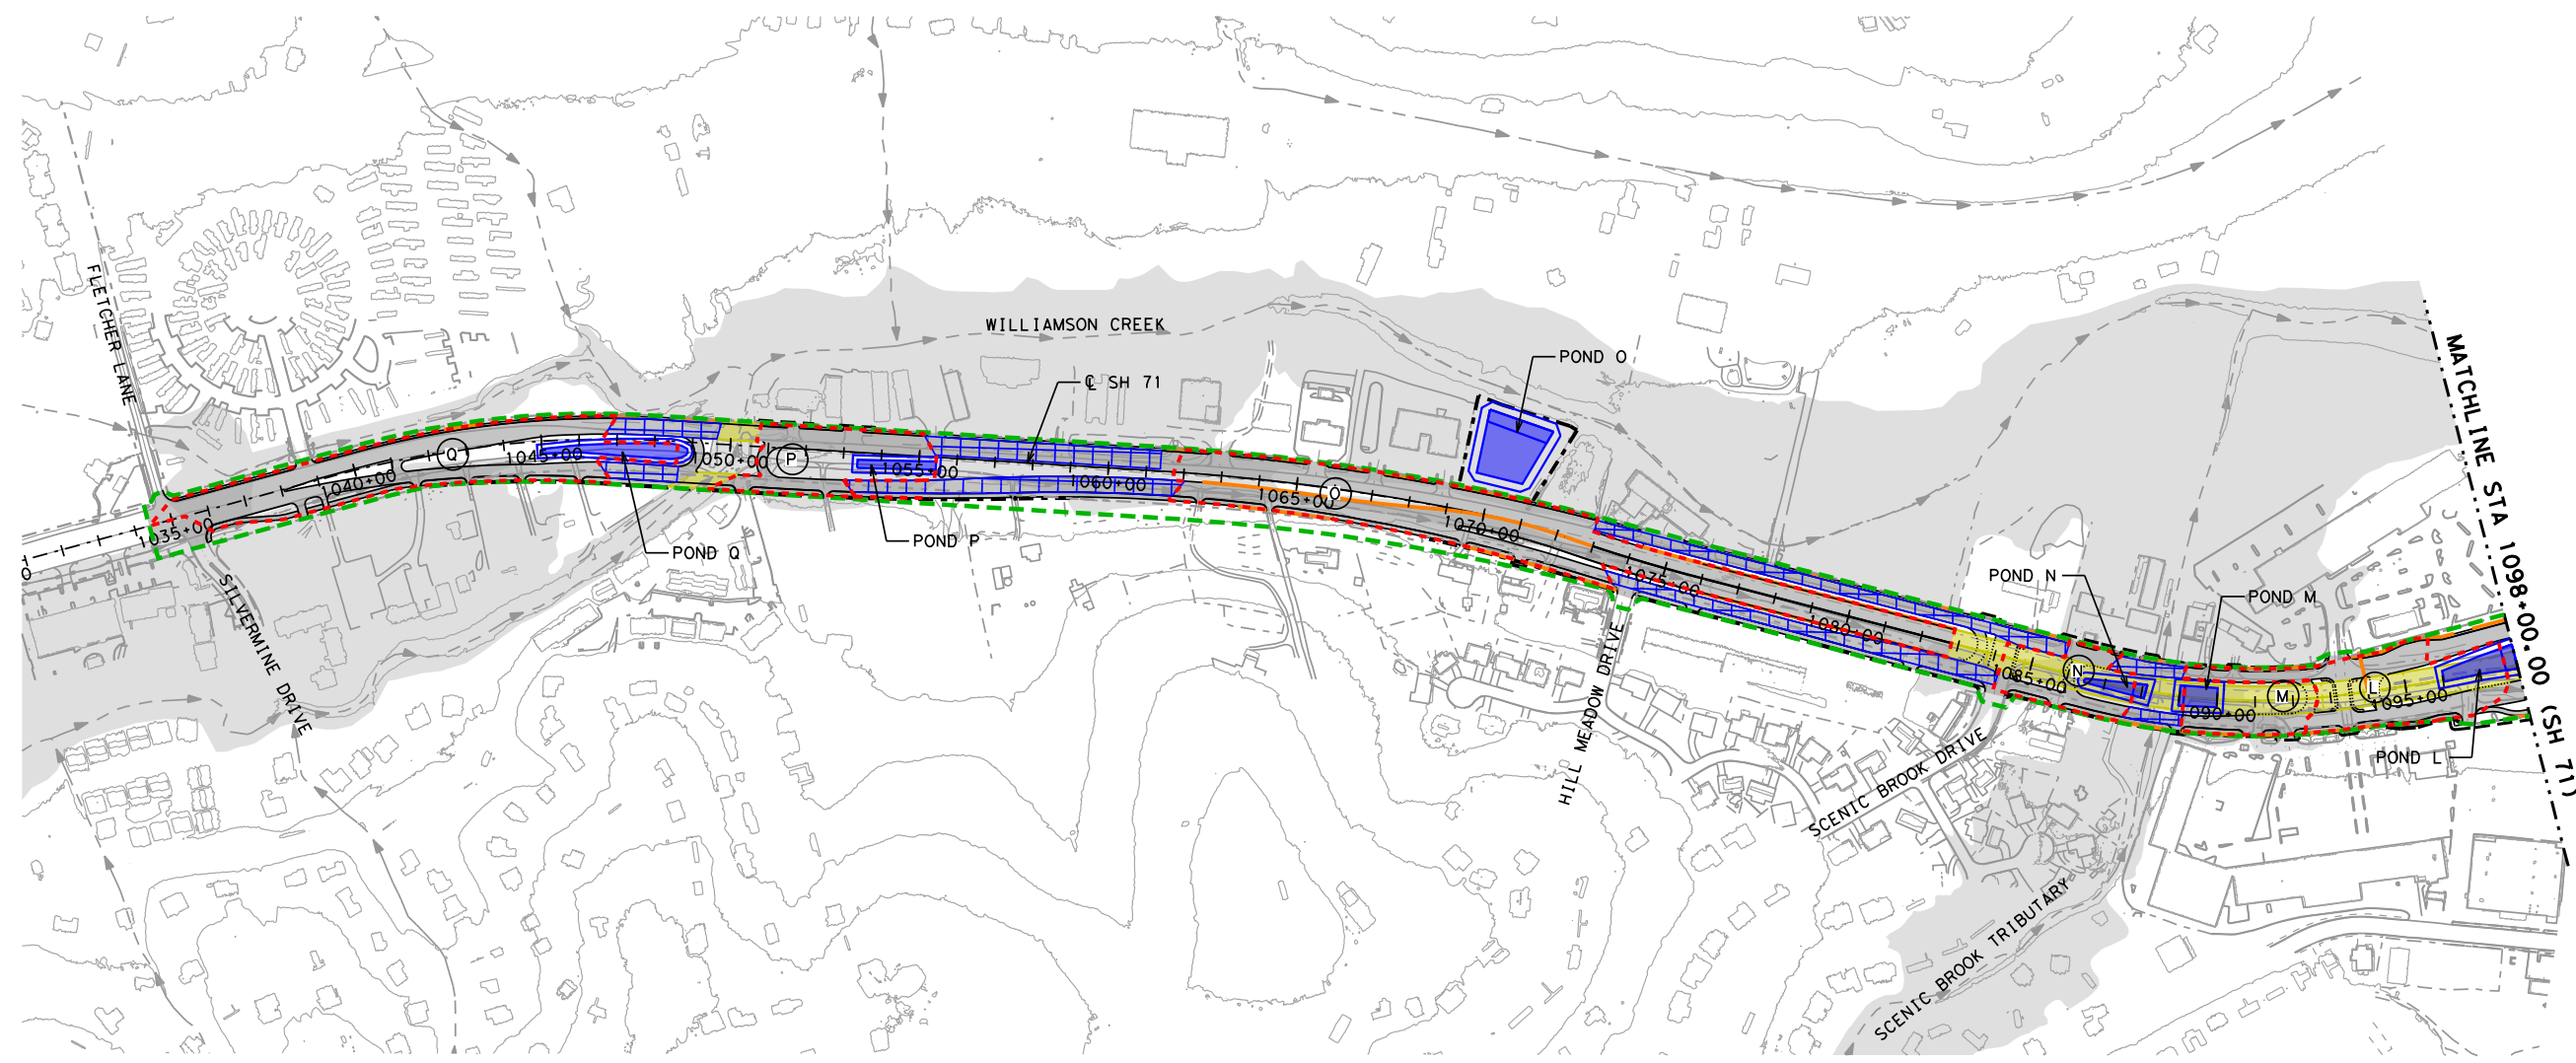 FLETCHER LANE
WILLIAMSON CREEK
℄ SH 71
POND O
MATCHLINE STA 1098+00.00 (SH 71)
Q
1045+00
1040+00
1035+00
0
1050+00
P
1055+00
1060+00
1065+00
O
1070+00
1075+00
1080+00
1085+00
N
1090+00
M
L
1095+00
POND Q
POND P
POND N
POND M
POND L
SILVERMINE DRIVE
HILL MEADOW DRIVE
SCENIC BROOK DRIVE
SCENIC BROOK TRIBUTARY